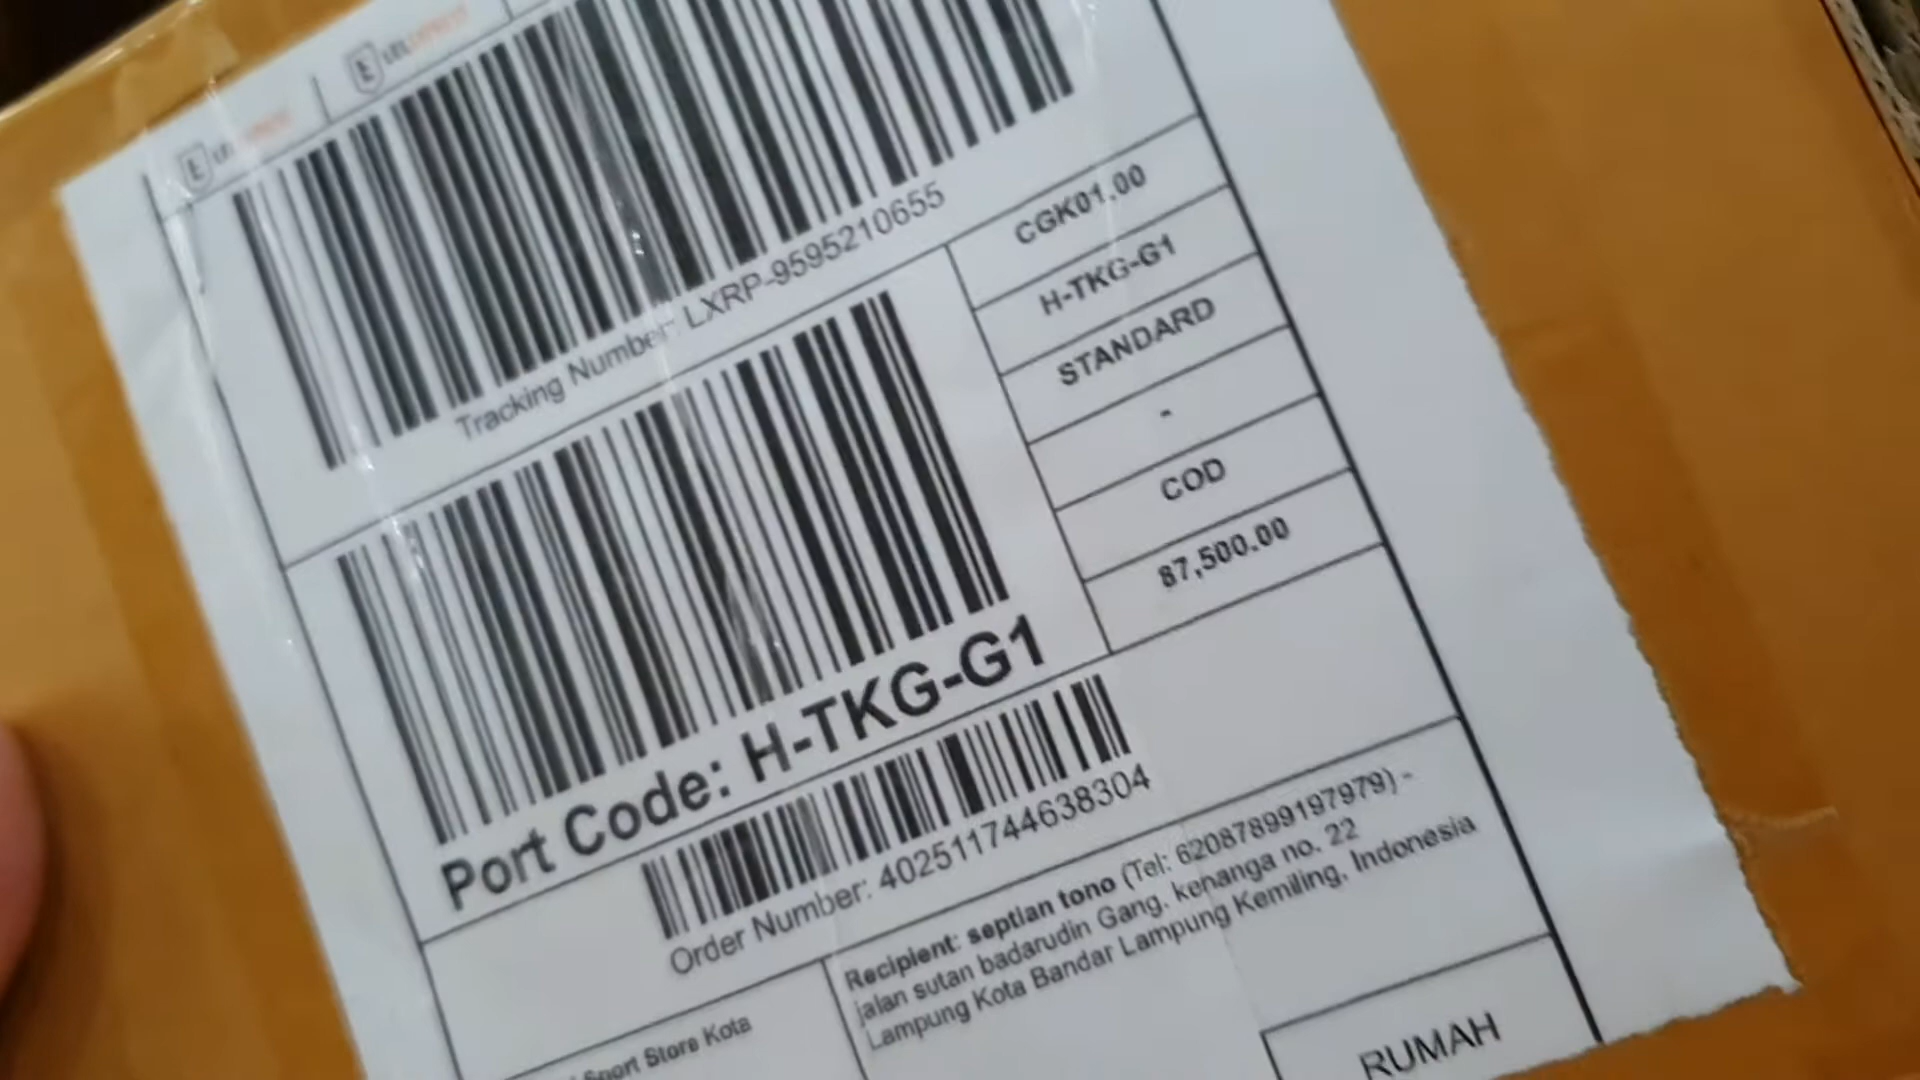 Tracking Number: LXRP-9595210655
CGK01.00
H-TKG-G1
STANDARD
-
COD
87,500.00
Port Code: H-TKG-G1
Order Number: 402511744638304
Recipient: septian tono (Tel: 62087899197979) -
jalan sutan badarudin Gang. kenanga no. 22
Lampung Kota Bandar Lampung Kemiling, Indonesia
Sport Store Kota
RUMAH